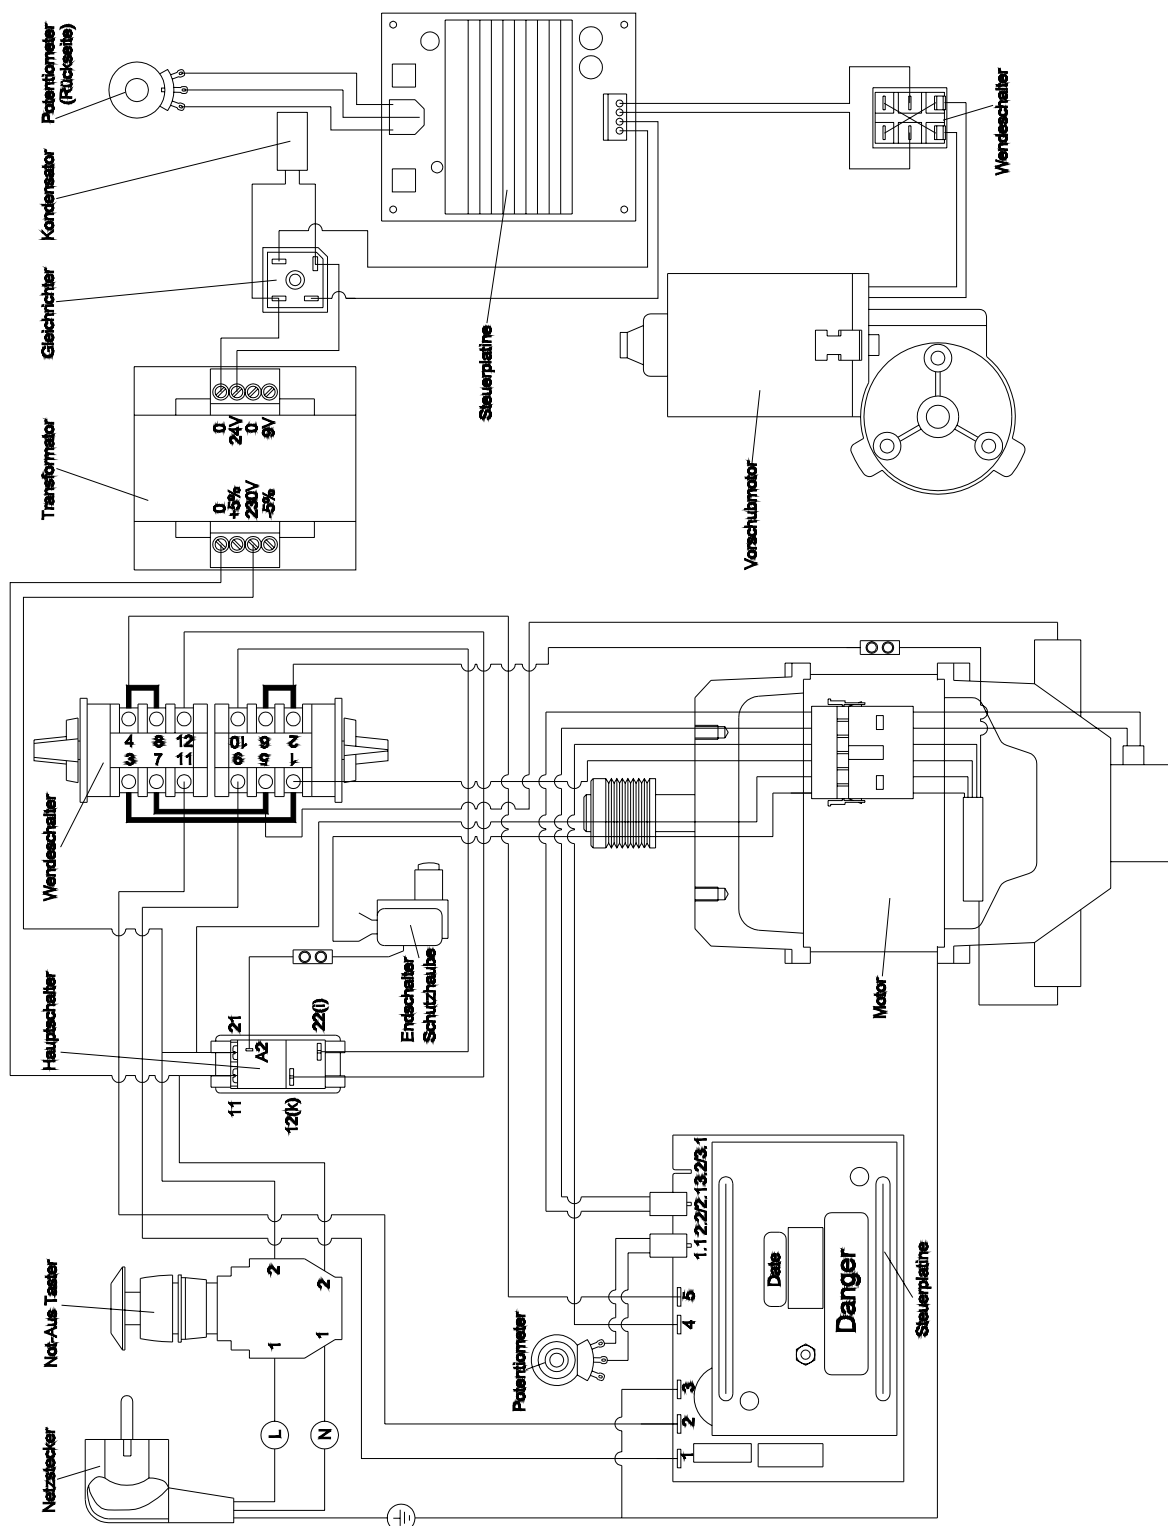 Netzstecker
Not-Aus Taster
Hauptschalter
Wendeschalter
Transformator
Gleichrichter
Kondensator
Potentiometer
(Rückseite)
L
N
1
2
1
2
11
21
A2
12(k)
22(i)
3 4
7 8
11 12
9 10
5 6
1 2
0
+5%
230V
-5%
0
24V
0
9V
Endschalter
Schutzhaube
Steuerplatine
Wendeschalter
Vorschubmotor
Motor
Potentiometer
1
2
3
4
5
1.1 2.2/2.1 3.2/3.1
Date
Danger
Steuerplatine